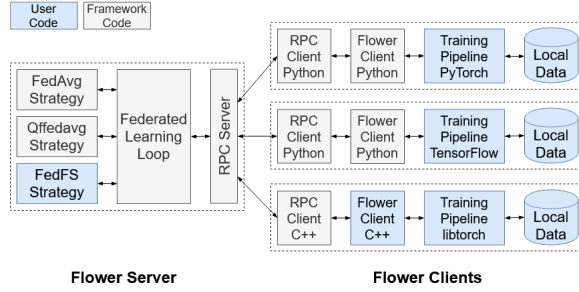 User
Code
Framework
Code
FedAvg
Strategy
Qffedavg
Strategy
FedFS
Strategy
Federated
Learning
Loop
RPC Server
RPC
Client
Python
Flower
Client
Python
Training
Pipeline
PyTorch
Local
Data
RPC
Client
Python
Flower
Client
Python
Training
Pipeline
TensorFlow
Local
Data
RPC
Client
C++
Flower
Client
C++
Training
Pipeline
libtorch
Local
Data
Flower Server
Flower Clients